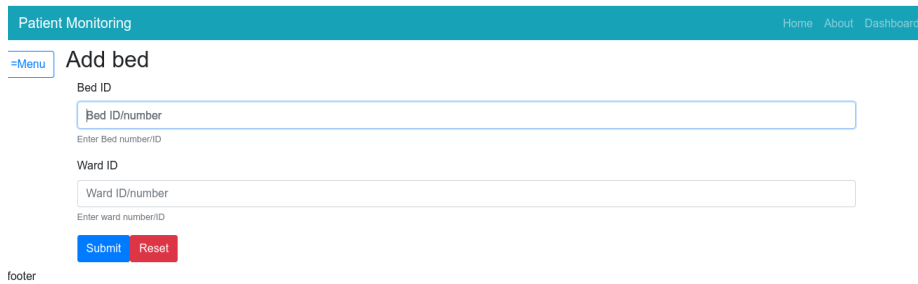 Patient Monitoring Home About Dashboard
=Menu Add bed
Bed ID
Bed ID/number
Enter Bed number/ID
Ward ID
Ward ID/number
Enter ward number/ID
Submit Reset
footer